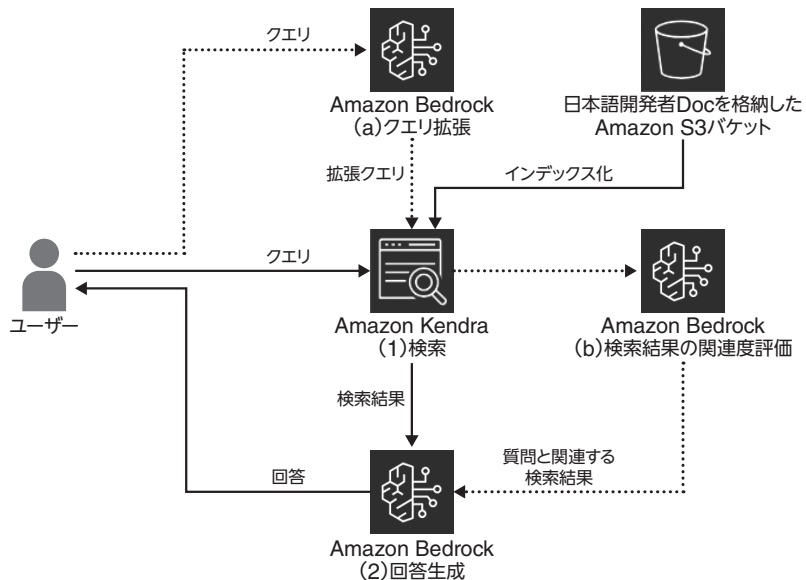 クエリ
Amazon Bedrock
(a)クエリ拡張
日本語開発者Docを格納した
Amazon S3バケット
拡張クエリ
インデックス化
クエリ
ユーザー
Amazon Kendra
(1)検索
Amazon Bedrock
(b)検索結果の関連度評価
検索結果
質問と関連する
検索結果
回答
Amazon Bedrock
(2)回答生成